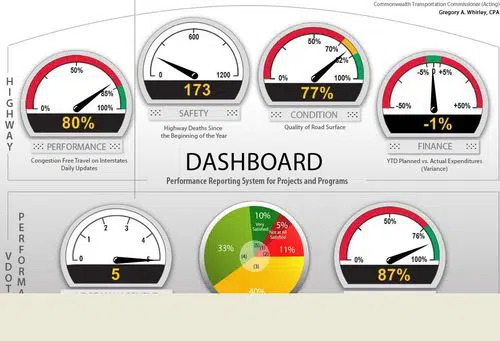 Commonwealth Transportation Commissioner (Acting)
Gregory A. Whirley, CPA
HIGHWAY
50%
85%
0%
100%
80%
PERFORMANCE
Congestion Free Travel on Interstates
Daily Updates
600
0
1200
173
SAFETY
Highway Deaths Since
the Beginning of the Year
50%
70%
82%
0%
100%
77%
CONDITION
Quality of Road Surface
-5%
0
+5%
-50%
+50%
-1%
FINANCE
YTD Planned vs. Actual Expenditures
(Variance)
DASHBOARD
Performance Reporting System for Projects and Programs
VDOT
PERFORMA
0
1
2
3
4
5
5
10%
Very
Satisfied
5%
Not at All
Satisfied
33%
11%
(5)
(1)
(2)
(4)
(3)
40%
50%
76%
0%
100%
87%